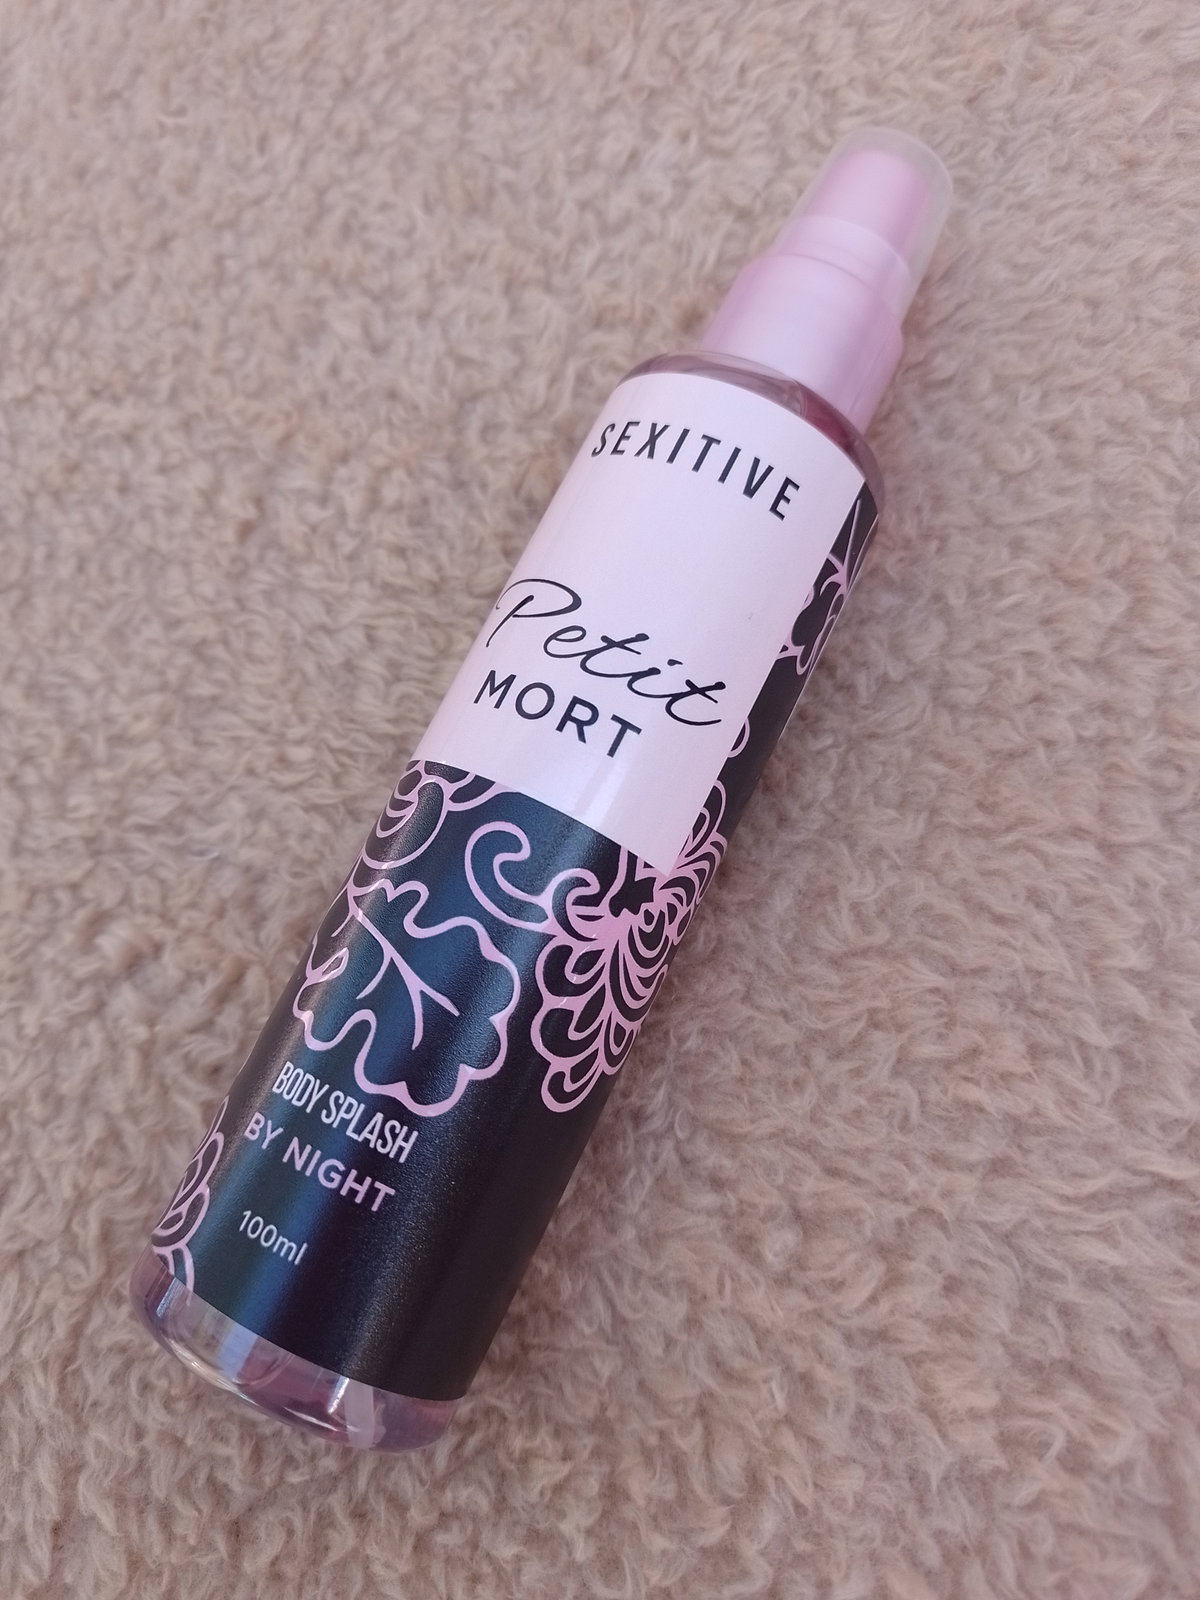 SEXITIVE
Petit
MORT
BODY SPLASH
BY NIGHT
100ml